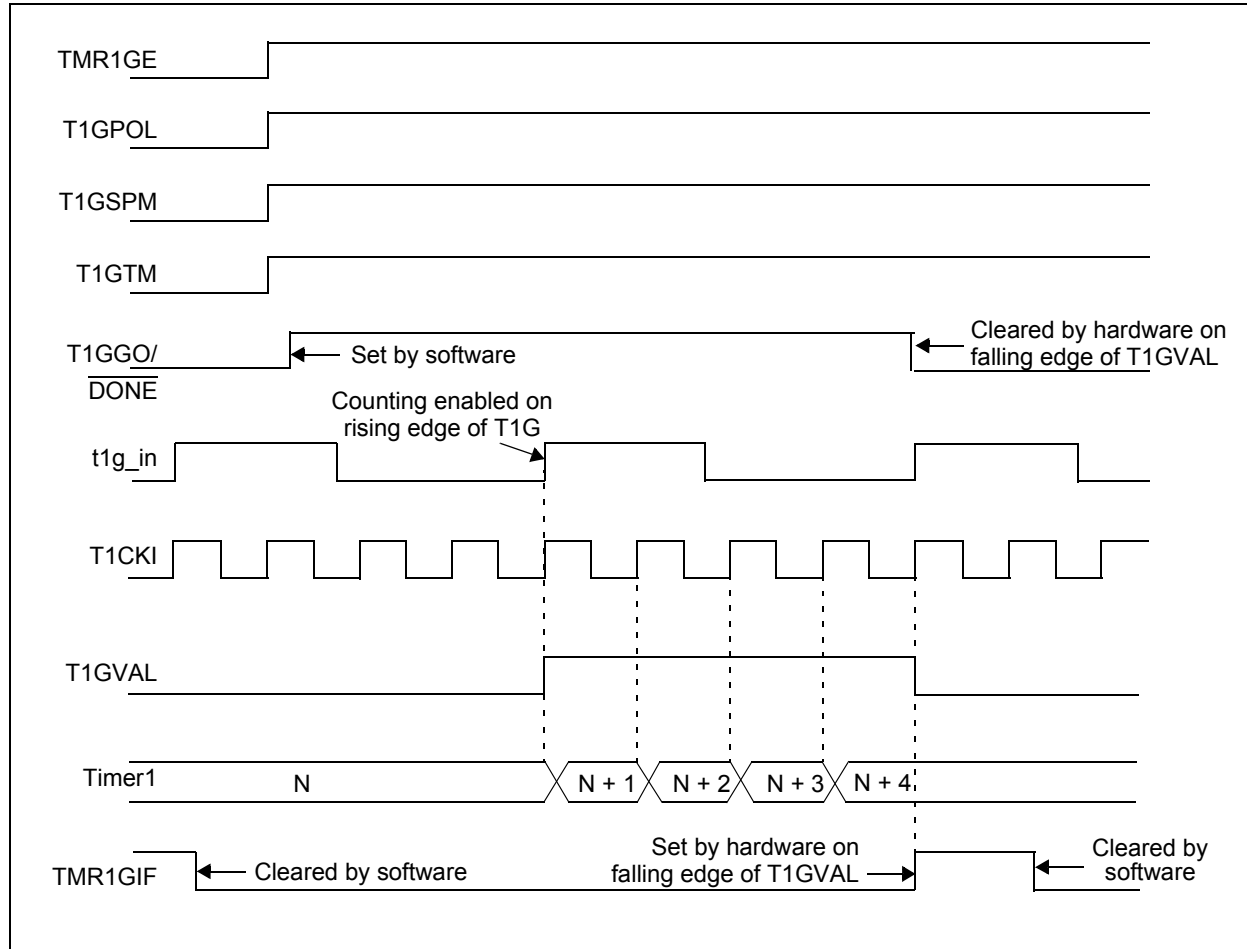 TMR1GE
T1GPOL
T1GSPM
T1GTM
T1GGO/
DONE
Set by software
Cleared by hardware on
falling edge of T1GVAL
Counting enabled on
rising edge of T1G
t1g_in
T1CKI
T1GVAL
Timer1
N
N + 1
N + 2
N + 3
N + 4
TMR1GIF
Cleared by software
Set by hardware on
falling edge of T1GVAL
Cleared by
software